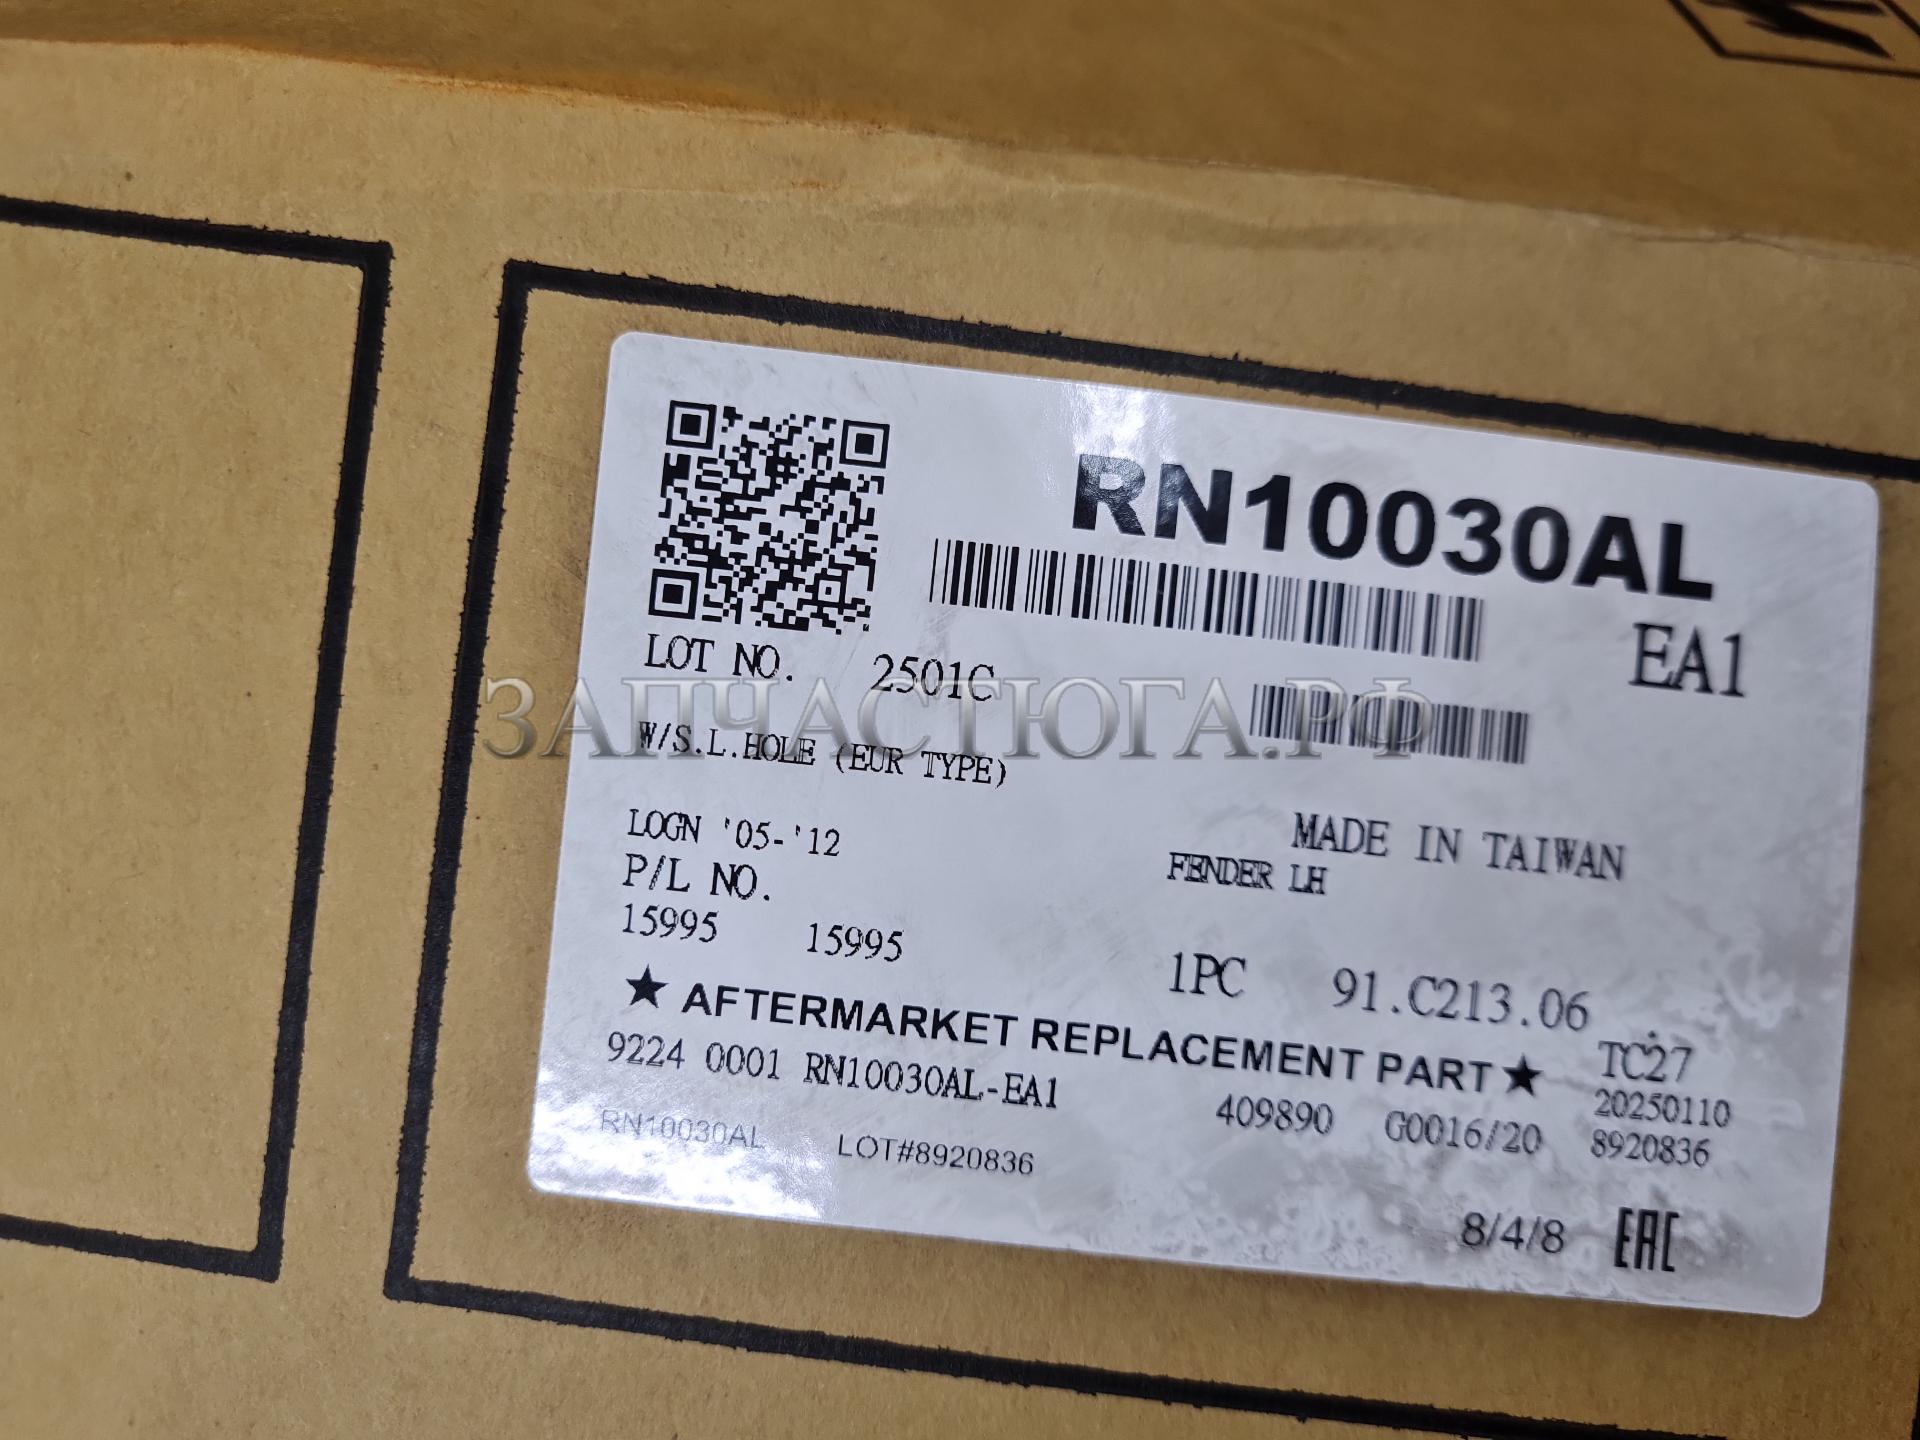 RN10030AL
EA1
LOT NO. 2501C
ЗАПЧАСТЮГА.РФ
W/S.L.HOLE (EUR TYPE)
LOGN '05-'12
MADE IN TAIWAN
P/L NO.
FENDER LH
15995 15995
1PC 91.C213.06
★ AFTERMARKET REPLACEMENT PART ★
TC27
9224 0001 RN10030AL-EA1
409890 G0016/20
20250110
8920836
RN10030AL LOT#8920836
8/4/8 EAC